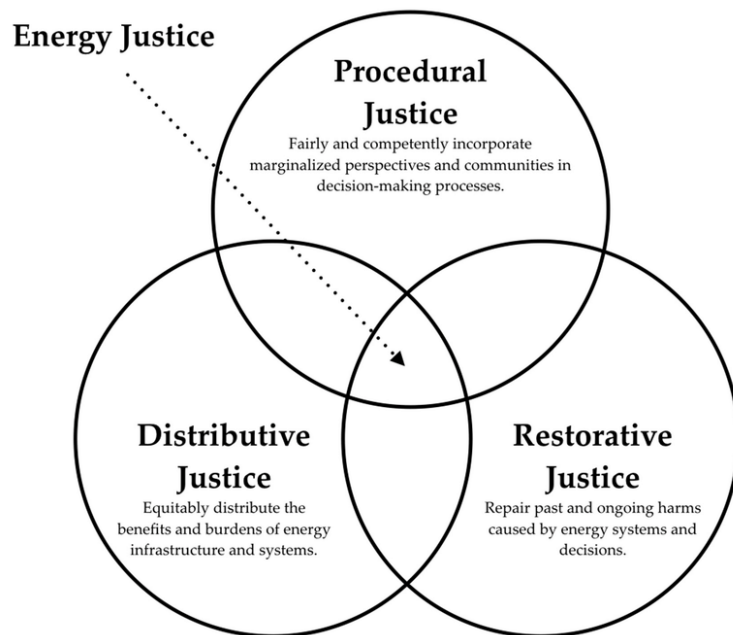 Energy Justice
Procedural
Justice
Fairly and competently incorporate
marginalized perspectives and communities in
decision-making processes.
Distributive
Justice
Equitably distribute the
benefits and burdens of energy
infrastructure and systems.
Restorative
Justice
Repair past and ongoing harms
caused by energy systems and
decisions.